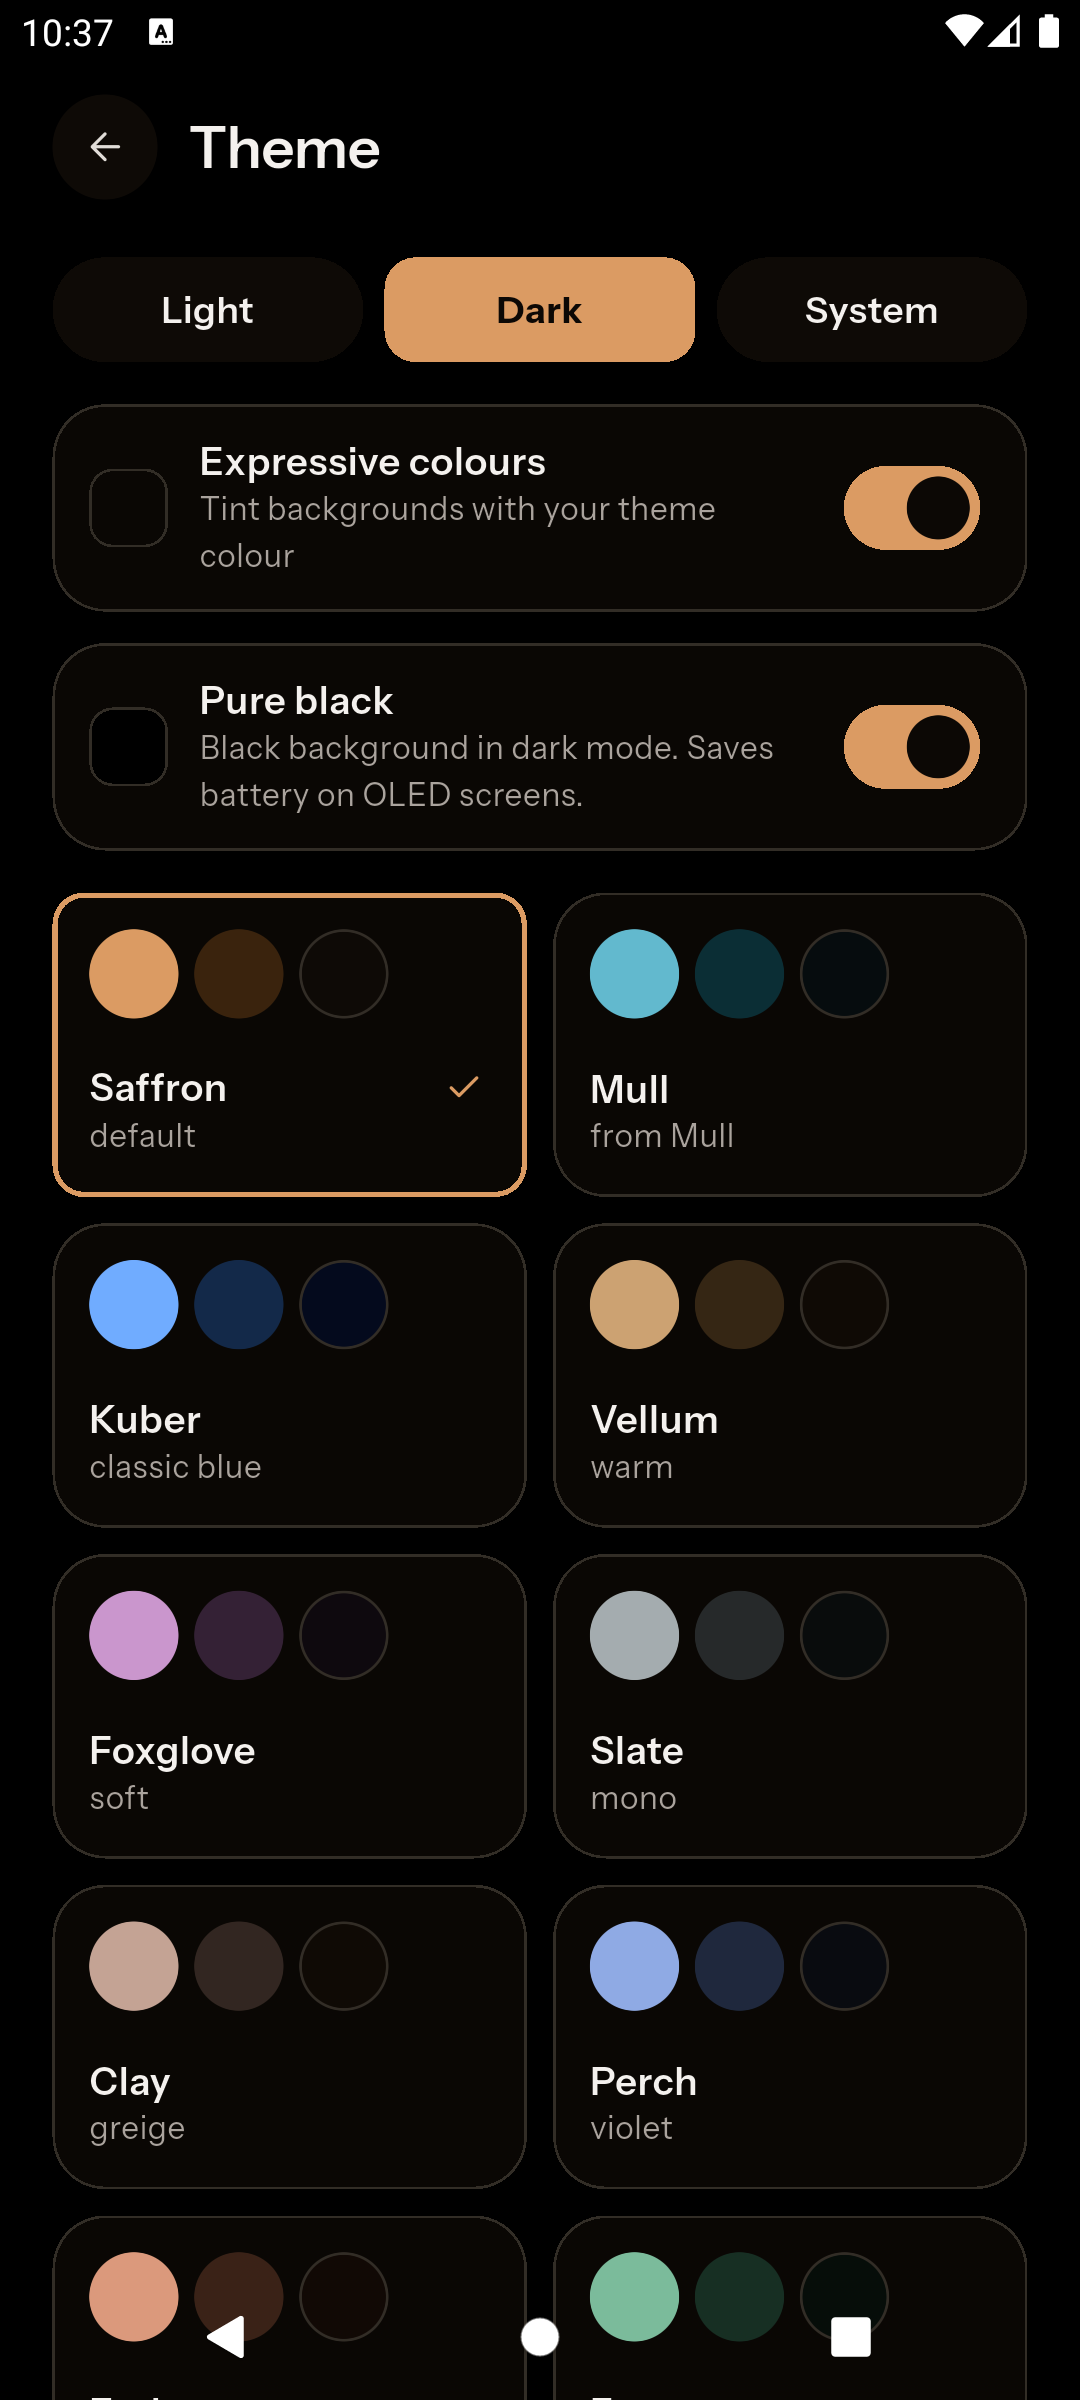 10:37
Theme
Light
Dark
System
Expressive colours
Tint backgrounds with your theme
colour
Pure black
Black background in dark mode. Saves
battery on OLED screens.
Saffron
default
Mull
from Mull
Kuber
classic blue
Vellum
warm
Foxglove
soft
Slate
mono
Clay
greige
Perch
violet